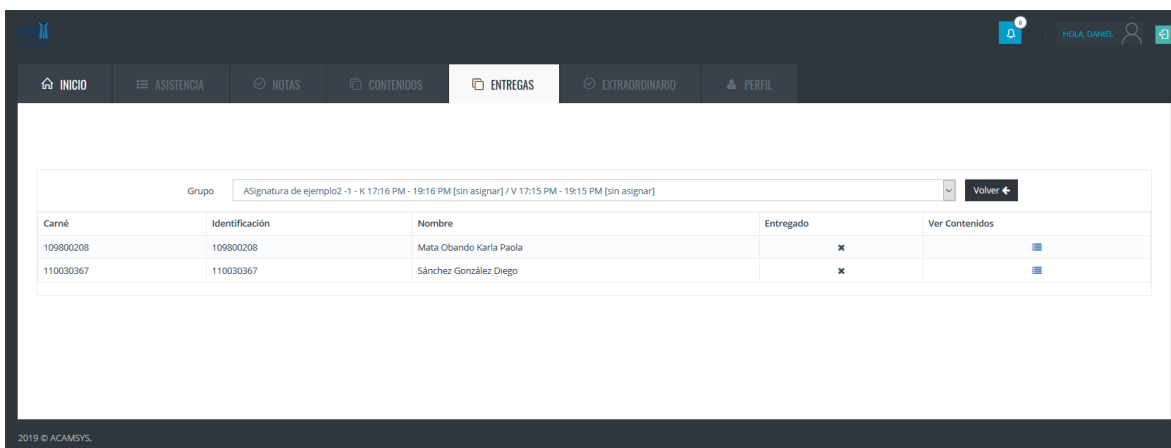 0
HOLA, DANIEL
INICIO ASISTENCIA NOTAS CONTENIDOS ENTREGAS EXTRAORDINARIO PERFIL
Grupo ASignatura de ejemplo2 -1 - K 17:16 PM - 19:16 PM [sin asignar] / V 17:15 PM - 19:15 PM [sin asignar] Volver
Carné Identificación Nombre Entregado Ver Contenidos
109800208 109800208 Mata Obando Karla Paola
110030367 110030367 Sánchez González Diego
2019 © ACAMSYS.